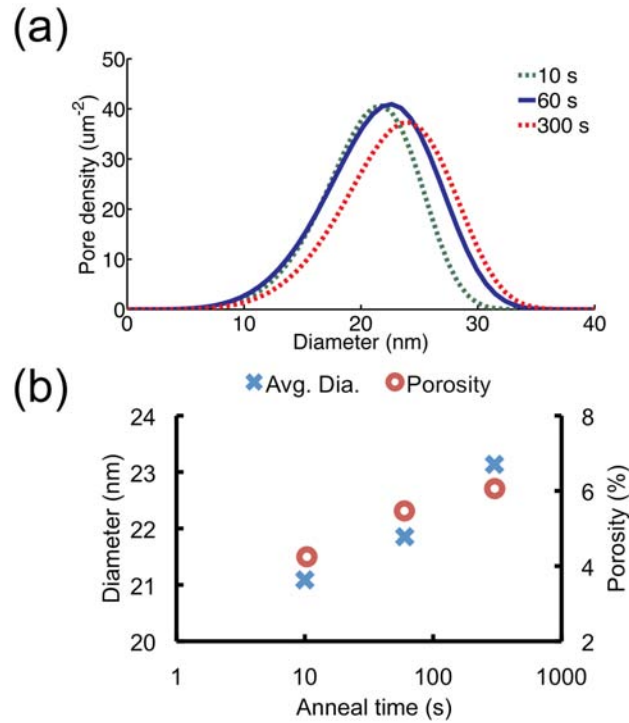 (a)
10 s
60 s
300 s
Pore density (um-2)
50
40
30
20
10
0
0 10 20 30 40
Diameter (nm)
(b)
Avg. Dia. Porosity
Diameter (nm)
24
23
22
21
20
8
6
4
2
Porosity (%)
1 10 100 1000
Anneal time (s)